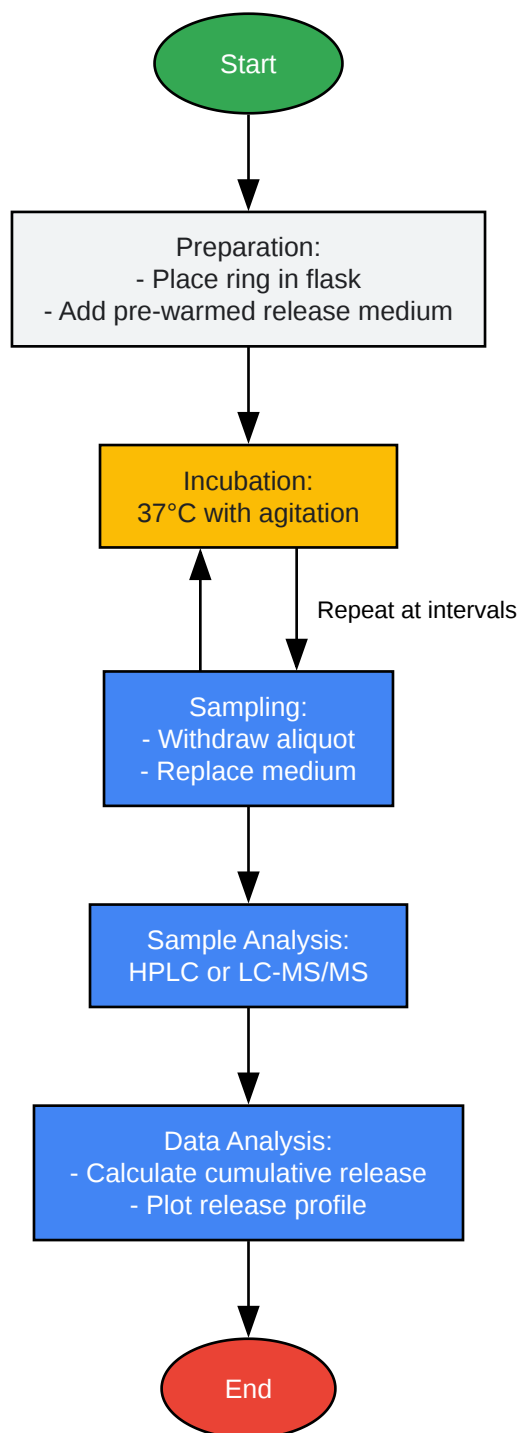 Start
Preparation:
- Place ring in flask
- Add pre-warmed release medium
Incubation:
37°C with agitation
Repeat at intervals
Sampling:
- Withdraw aliquot
- Replace medium
Sample Analysis:
HPLC or LC-MS/MS
Data Analysis:
- Calculate cumulative release
- Plot release profile
End